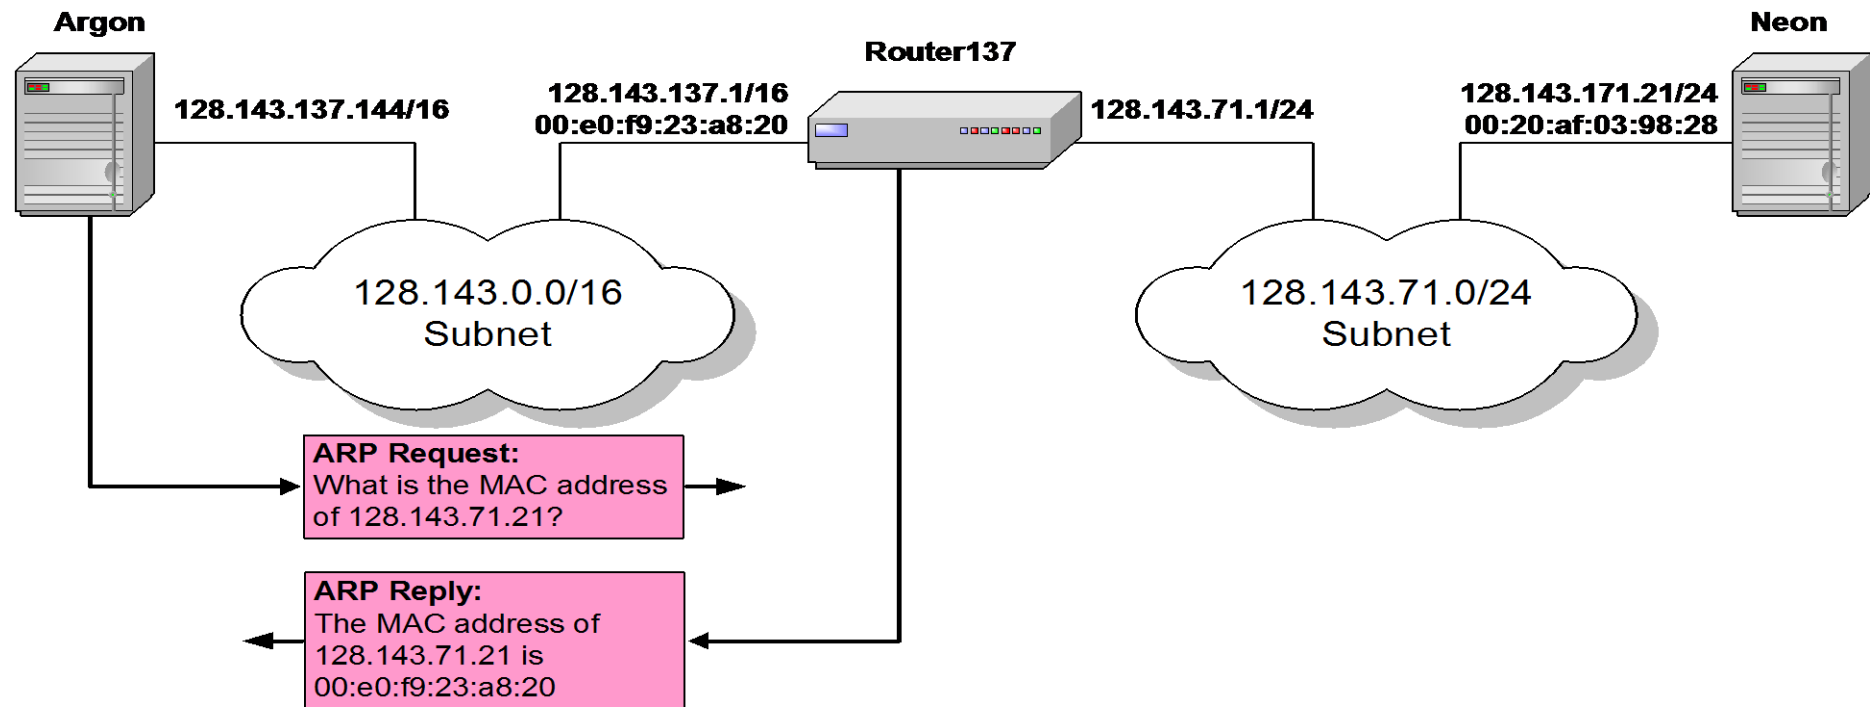 Argon
Router137
Neon
128.143.137.144/16
128.143.137.1/16
00:e0:f9:23:a8:20
128.143.71.1/24
128.143.171.21/24
00:20:af:03:98:28
128.143.0.0/16
Subnet
128.143.71.0/24
Subnet
ARP Request:
What is the MAC address
of 128.143.71.21?
ARP Reply:
The MAC address of
128.143.71.21 is
00:e0:f9:23:a8:20